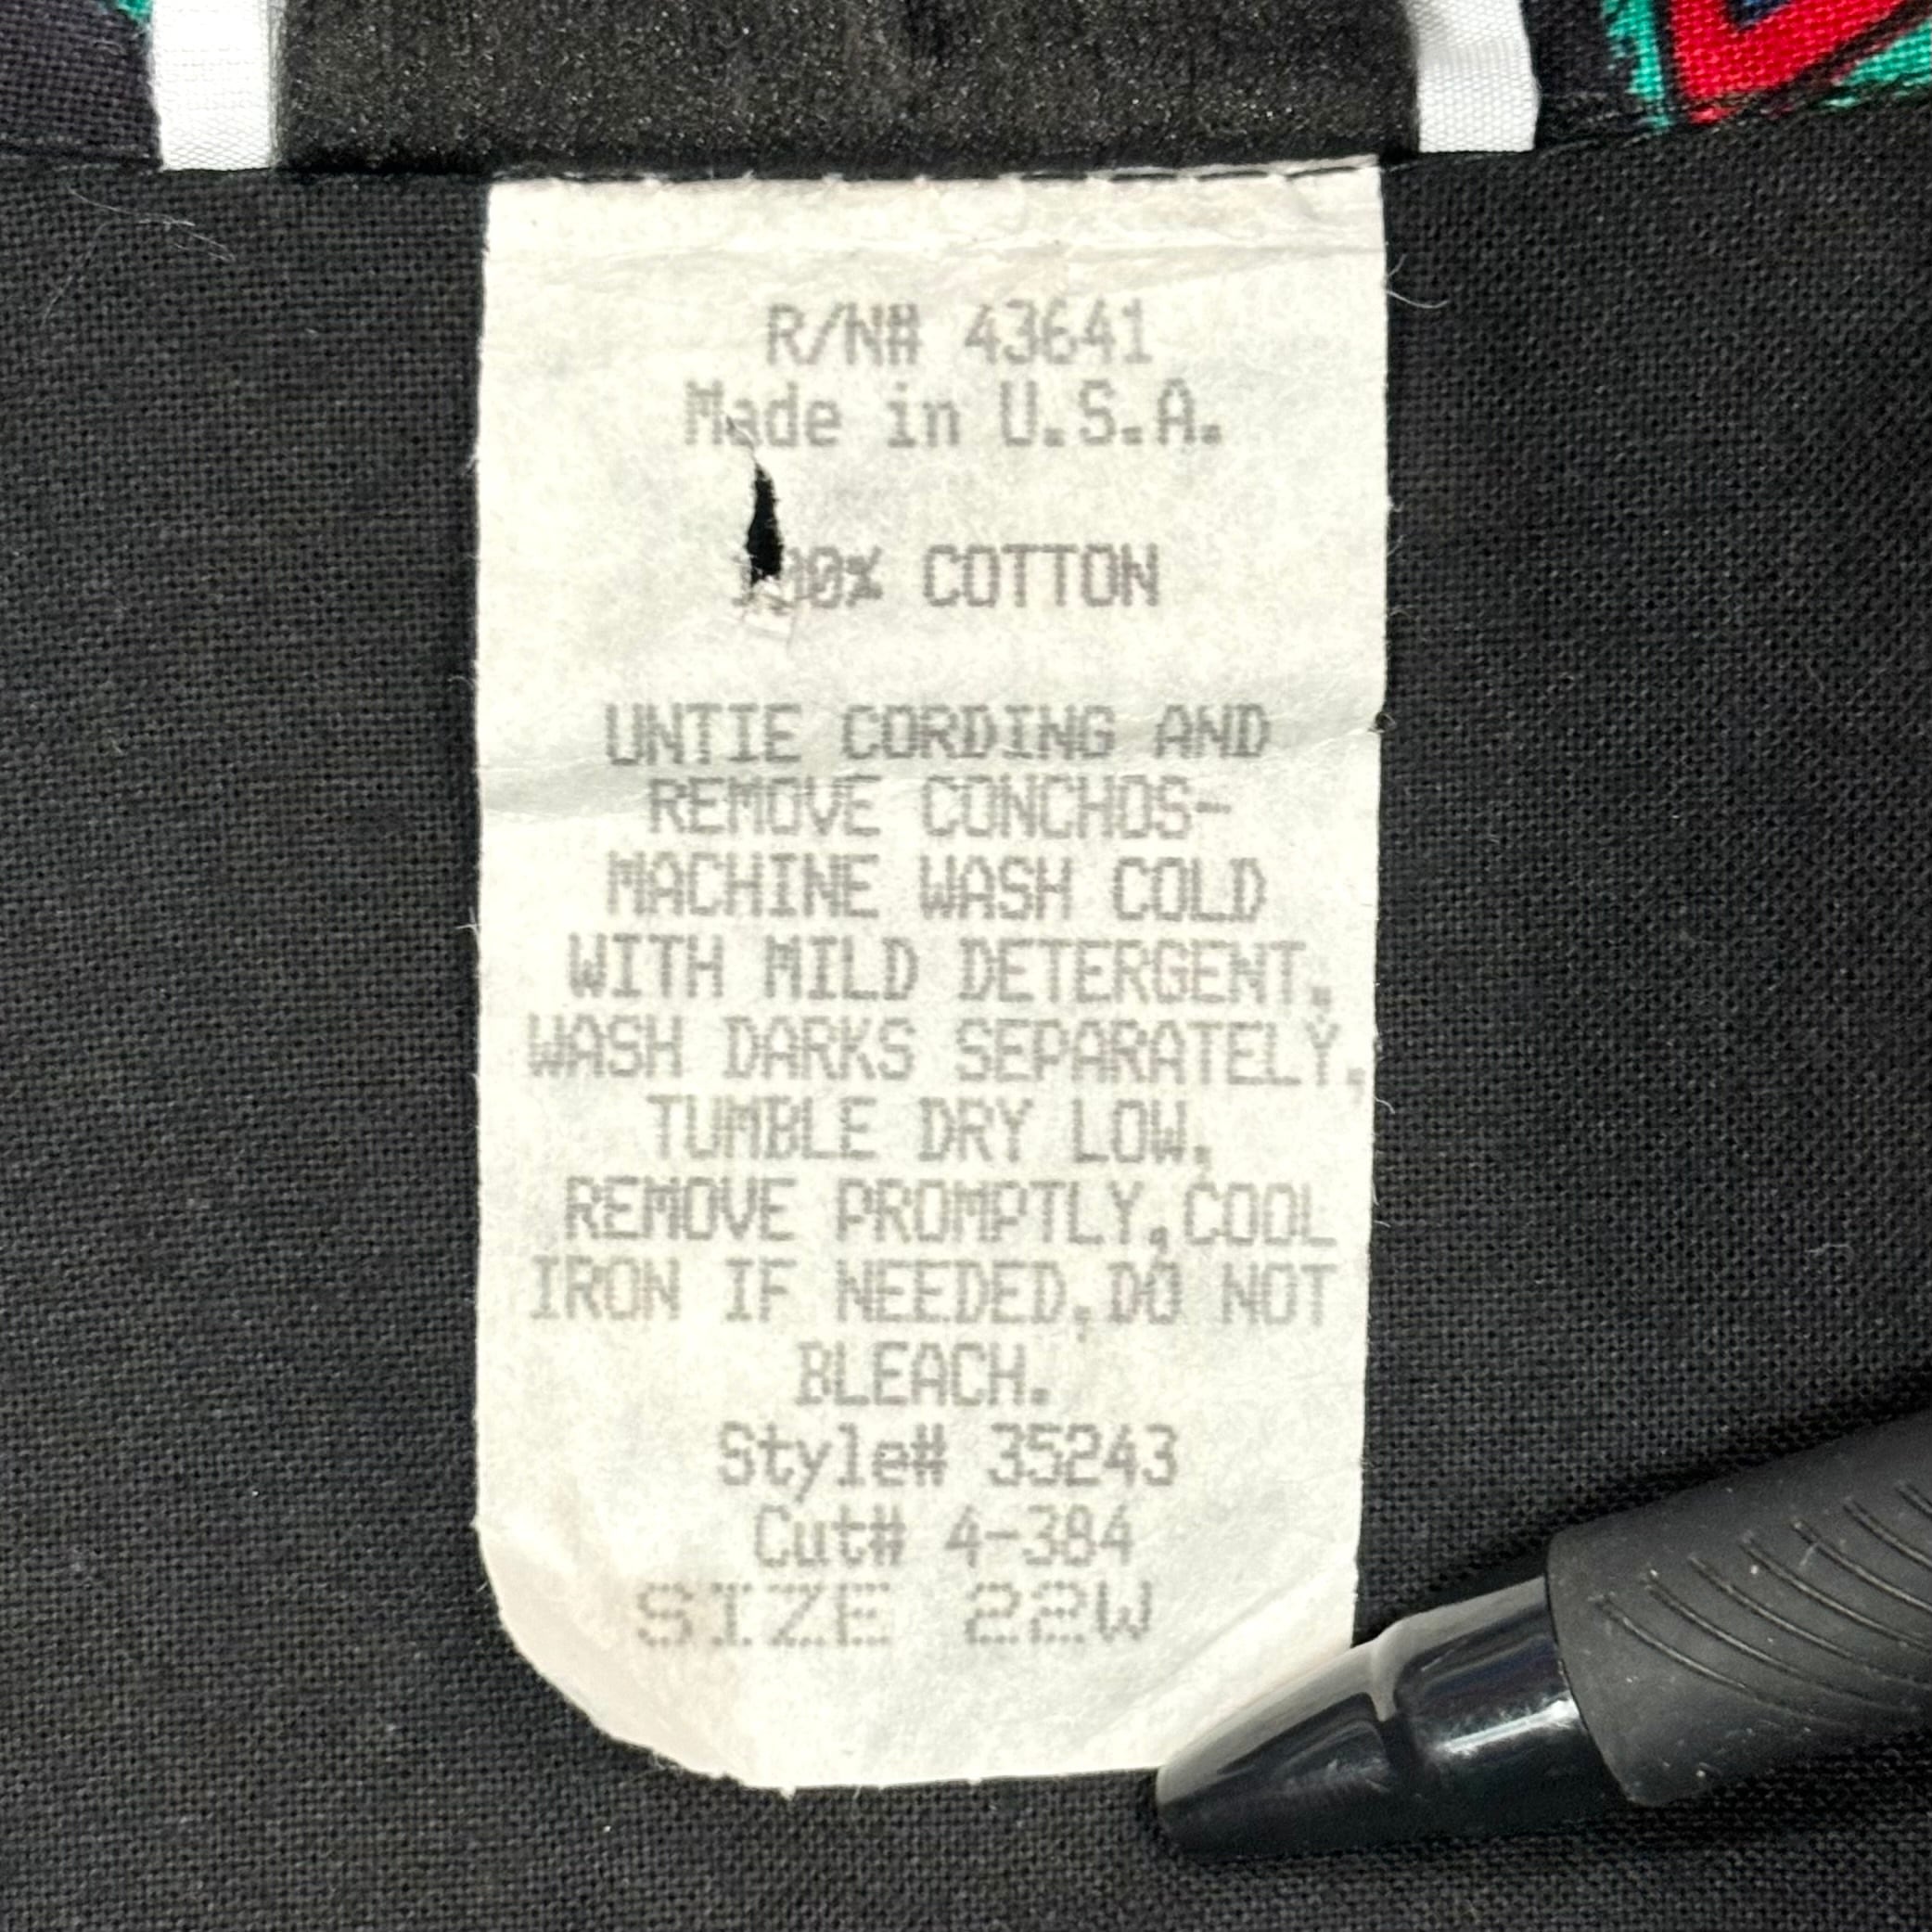 R/N# 43641
Made in U.S.A.
100% COTTON
UNTIE CORDING AND
REMOVE CONCHOS-
MACHINE WASH COLD
WITH MILD DETERGENT.
WASH DARKS SEPARATELY.
TUMBLE DRY LOW,
REMOVE PROMPTLY,COOL
IRON IF NEEDED,DO NOT
BLEACH.
Style# 35243
Cut# 4-384
SIZE 22W